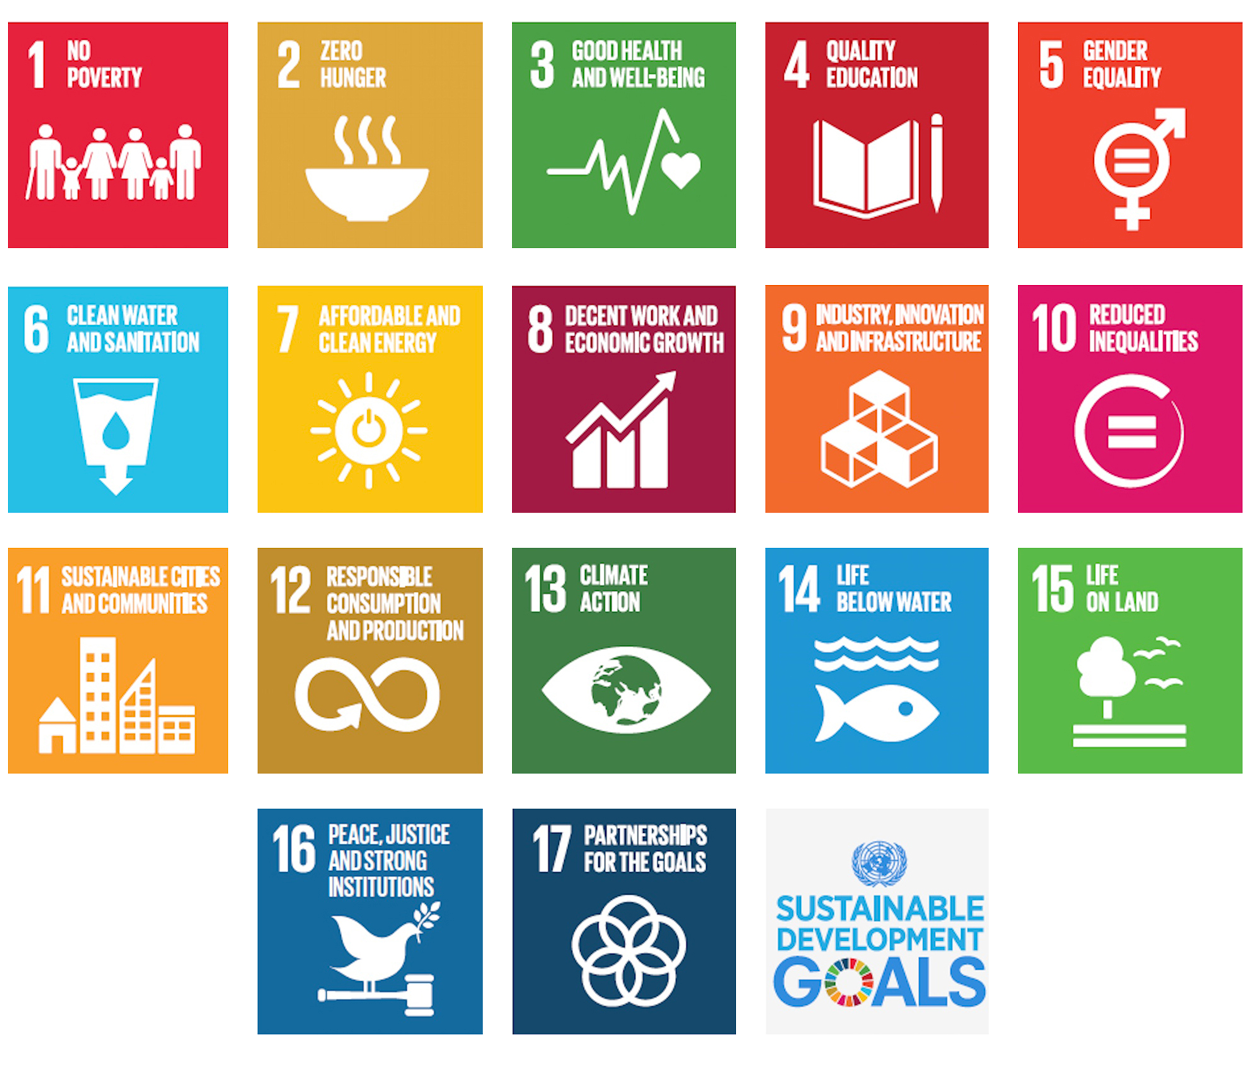 1 NO
POVERTY
2 ZERO
HUNGER
3 GOOD HEALTH
AND WELL-BEING
4 QUALITY
EDUCATION
5 GENDER
EQUALITY
6 CLEAN WATER
AND SANITATION
7 AFFORDABLE AND
CLEAN ENERGY
8 DECENT WORK AND
ECONOMIC GROWTH
9 INDUSTRY, INNOVATION
AND INFRASTRUCTURE
10 REDUCED
INEQUALITIES
11 SUSTAINABLE CITIES
AND COMMUNITIES
12 RESPONSIBLE
CONSUMPTION
AND PRODUCTION
13 CLIMATE
ACTION
14 LIFE
BELOW WATER
15 LIFE
ON LAND
16 PEACE, JUSTICE
AND STRONG
INSTITUTIONS
17 PARTNERSHIPS
FOR THE GOALS
SUSTAINABLE
DEVELOPMENT
GOALS